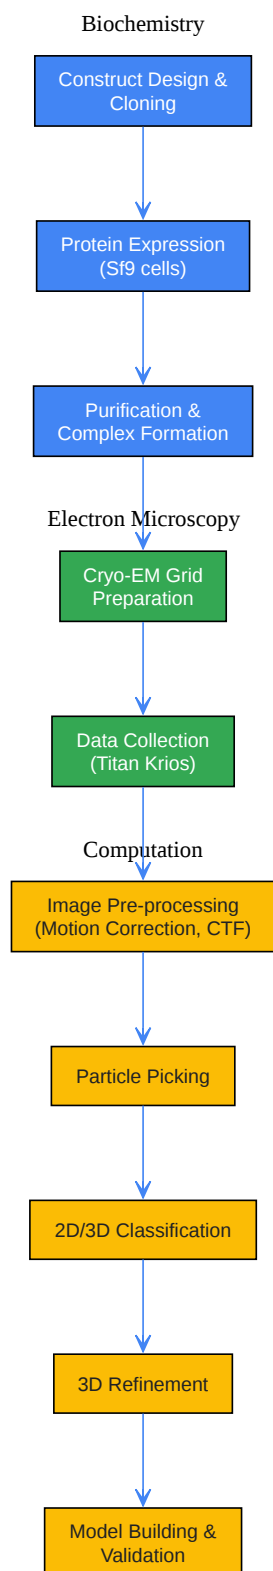 Biochemistry
Construct Design &
Cloning
Protein Expression
(Sf9 cells)
Purification &
Complex Formation
Electron Microscopy
Cryo-EM Grid
Preparation
Data Collection
(Titan Krios)
Computation
Image Pre-processing
(Motion Correction, CTF)
Particle Picking
2D/3D Classification
3D Refinement
Model Building &
Validation